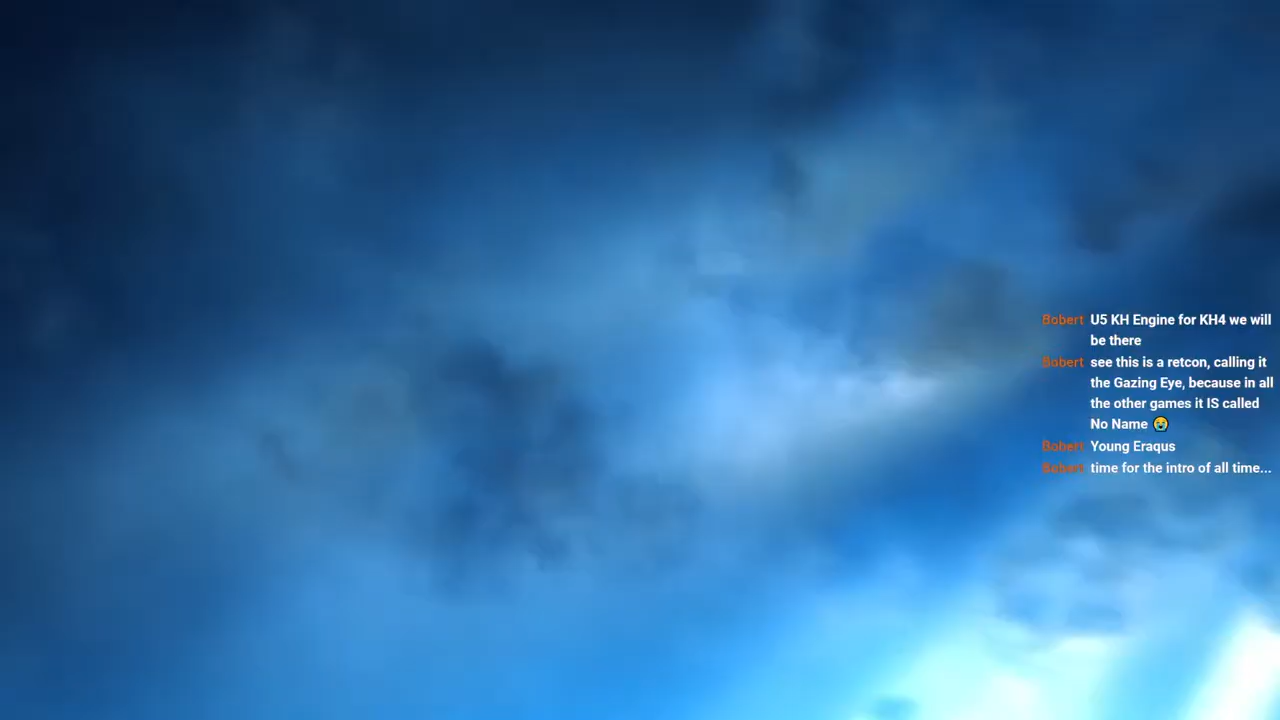 Bobert U5 KH Engine for KH4 we will
be there
Bobert see this is a retcon, calling it
the Gazing Eye, because in all
the other games it IS called
No Name 😭
Bobert Young Eraqus
Bobert time for the intro of all time...